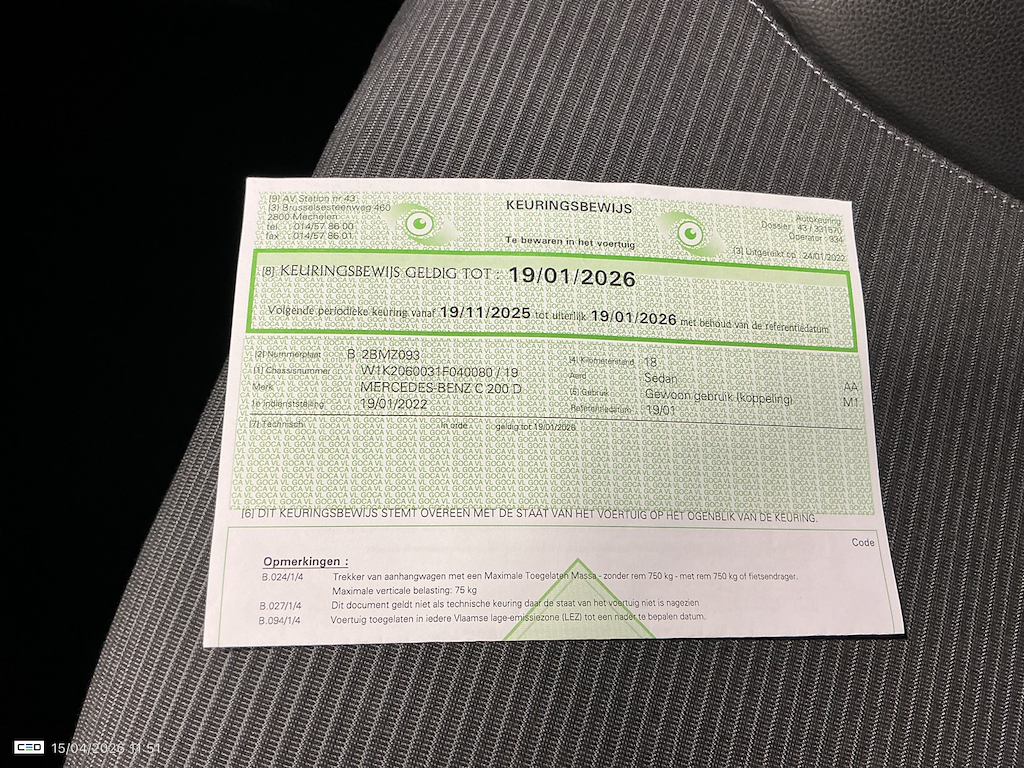 [9] AV Station nr 43
[3] Brusselsesteenweg 460
2800 Mechelen
tel. : 014/57 86 00
fax : 014/57 86 01
KEURINGSBEWIJS
Te bewaren in het voertuig
Autokeuring
Dossier : 43 / 331570
Operator : 934
[3] Uitgereikt op : 24/01/2022
[8] KEURINGSBEWIJS GELDIG TOT : 19/01/2026
Volgende periodieke keuring vanaf 19/11/2025 tot uiterlijk 19/01/2026 met behoud van de referentiedatum
[2] Nummerplaat B 2BMZ093 [4] Kilometerstand 18
[1] Chassisnummer W1K2060031F040080 / 19 Aard Sedan AA
Merk MERCEDES-BENZ C 200 D [5] Gebruik Gewoon gebruik (koppeling) M1
1e Indienststelling 19/01/2022 Referentiedatum 19/01
[7] Technisch In orde geldig tot 19/01/2026
[6] DIT KEURINGSBEWIJS STEMT OVEREEN MET DE STAAT VAN HET VOERTUIG OP HET OGENBLIK VAN DE KEURING.
Code
Opmerkingen :
B.024/1/4 Trekker van aanhangwagen met een Maximale Toegelaten Massa - zonder rem 750 kg - met rem 750 kg of fietsendrager.
Maximale verticale belasting: 75 kg
B.027/1/4 Dit document geldt niet als technische keuring daar de staat van het voertuig niet is nagezien
B.094/1/4 Voertuig toegelaten in iedere Vlaamse lage-emissiezone (LEZ) tot een nader te bepalen datum.
CEO 15/04/2026 11:51